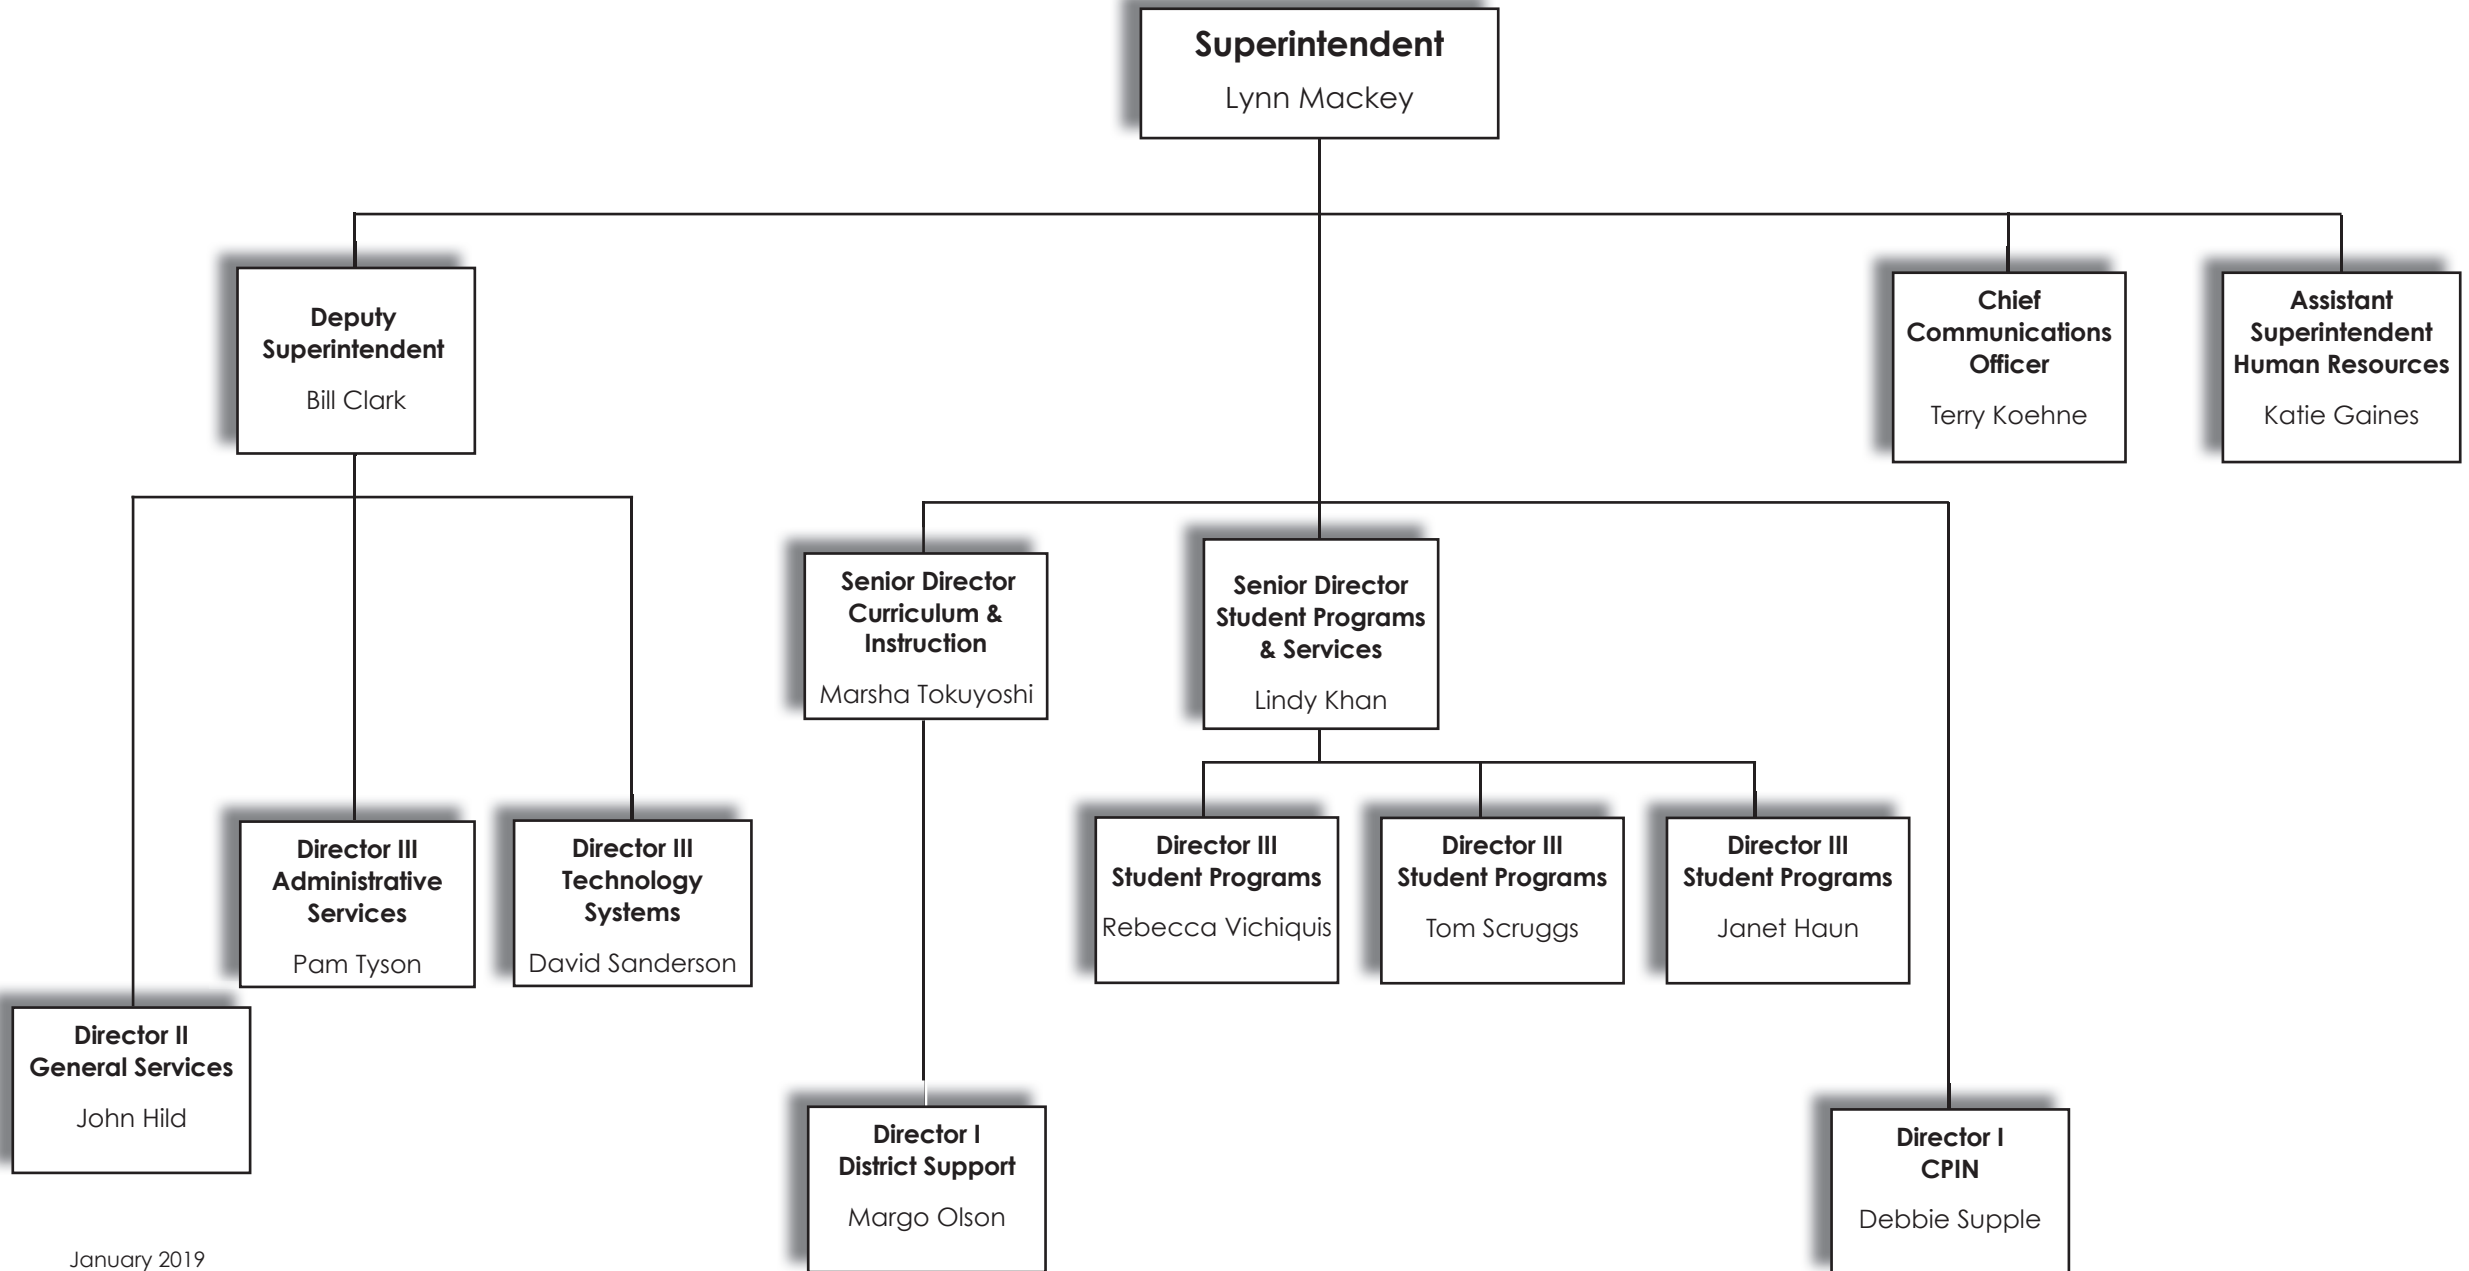 Superintendent
Lynn Mackey
Deputy
Superintendent
Bill Clark
Chief
Communications
Officer
Terry Koehne
Assistant
Superintendent
Human Resources
Katie Gaines
Senior Director
Curriculum &
Instruction
Marsha Tokuyoshi
Senior Director
Student Programs
& Services
Lindy Khan
Director III
Administrative
Services
Pam Tyson
Director III
Technology
Systems
David Sanderson
Director III
Student Programs
Rebecca Vichiquis
Director III
Student Programs
Tom Scruggs
Director III
Student Programs
Janet Haun
Director II
General Services
John Hild
Director I
District Support
Margo Olson
Director I
CPIN
Debbie Supple
January 2019